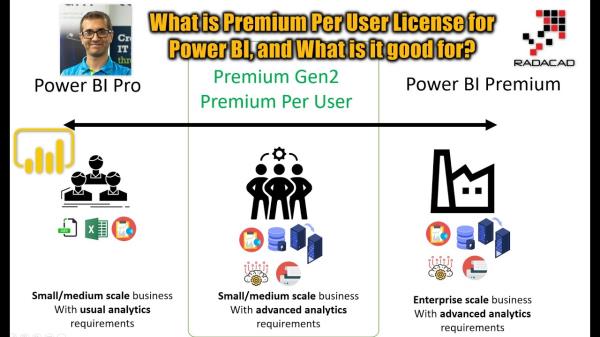 What is Premium Per User License for
Power BI, and What is it good for?
RADACAD
Power BI Pro
Premium Gen2
Premium Per User
Power BI Premium
Small/medium scale business
With usual analytics
requirements
Small/medium scale business
With advanced analytics
requirements
Enterprise scale business
With advanced analytics
requirements